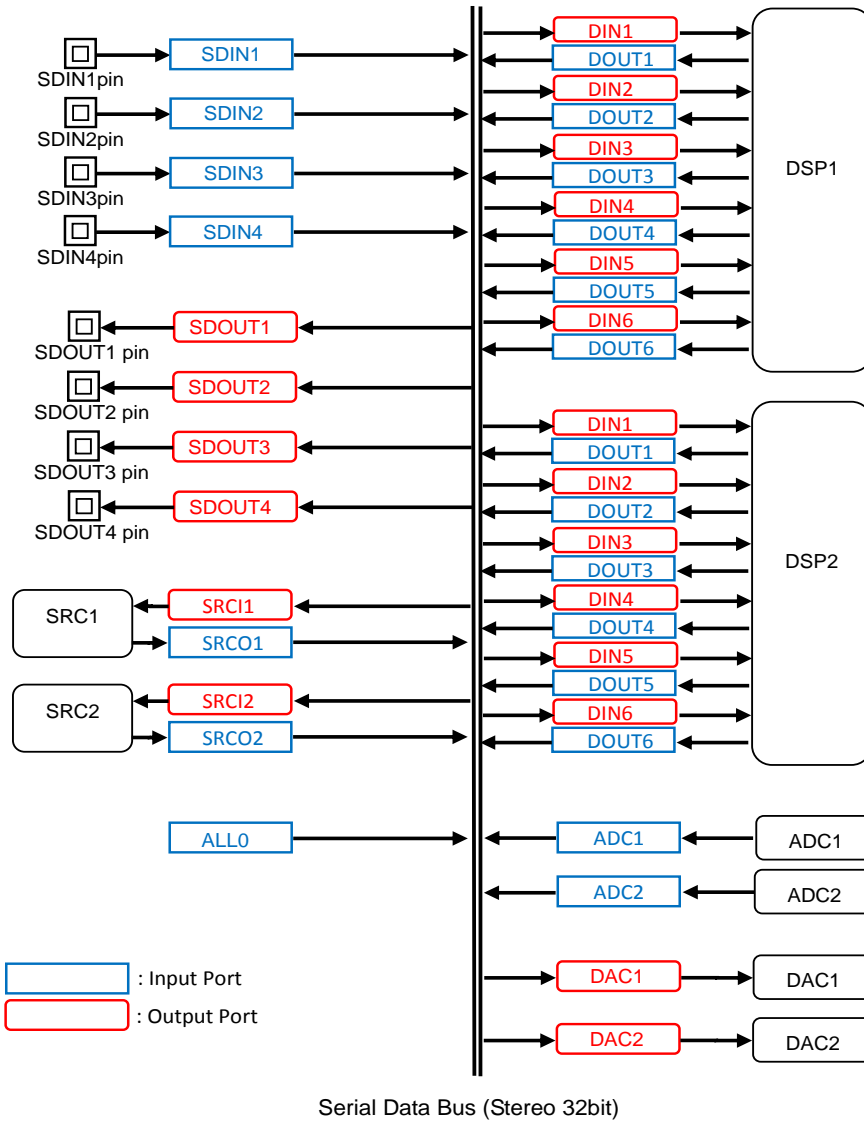 SDIN1
SDIN1pin
SDIN2
SDIN2pin
SDIN3
SDIN3pin
SDIN4
SDIN4pin
SDOUT1
SDOUT1 pin
SDOUT2
SDOUT2 pin
SDOUT3
SDOUT3 pin
SDOUT4
SDOUT4 pin
SRC1
SRCI1
SRCO1
SRC2
SRCI2
SRCO2
ALL0
: Input Port
: Output Port
DIN1
DOUT1
DIN2
DOUT2
DIN3
DOUT3
DIN4
DOUT4
DIN5
DOUT5
DIN6
DOUT6
DSP1
DIN1
DOUT1
DIN2
DOUT2
DIN3
DOUT3
DIN4
DOUT4
DIN5
DOUT5
DIN6
DOUT6
DSP2
ADC1
ADC1
ADC2
ADC2
DAC1
DAC1
DAC2
DAC2
Serial Data Bus (Stereo 32bit)